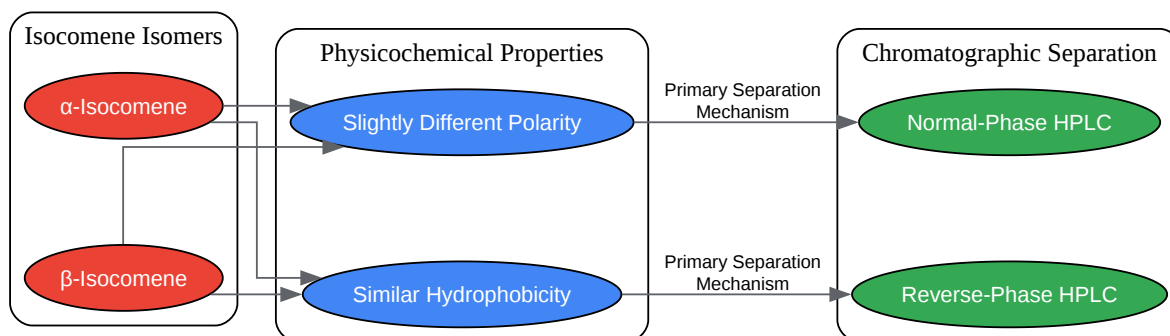 Isocomene Isomers
α-Isocomene
β-Isocomene
Physicochemical Properties
Slightly Different Polarity
Similar Hydrophobicity
Primary Separation
Mechanism
Primary Separation
Mechanism
Chromatographic Separation
Normal-Phase HPLC
Reverse-Phase HPLC